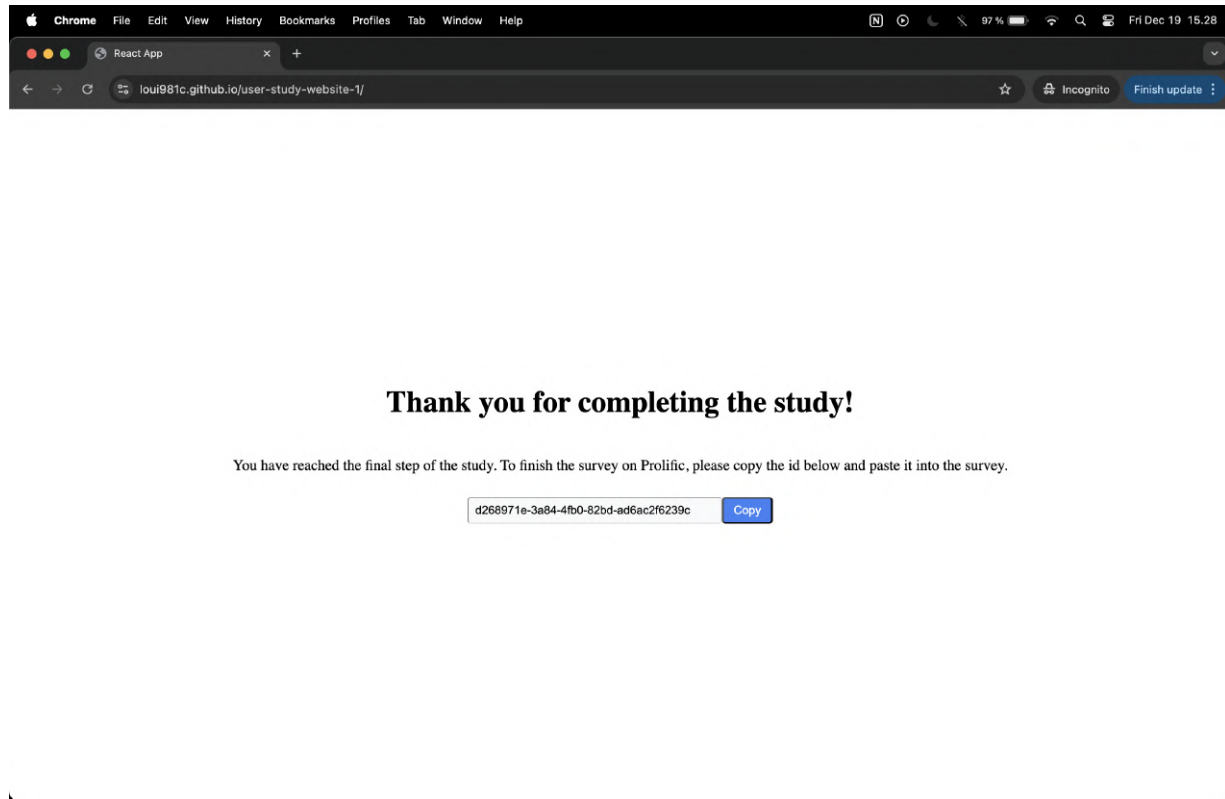 Chrome File Edit View History Bookmarks Profiles Tab Window Help N 97 % Fri Dec 19 15.28
React App
loui981c.github.io/user-study-website-1/ Incognito Finish update
Thank you for completing the study!
You have reached the final step of the study. To finish the survey on Prolific, please copy the id below and paste it into the survey.
d268971e-3a84-4fb0-82bd-ad6ac2f6239c Copy